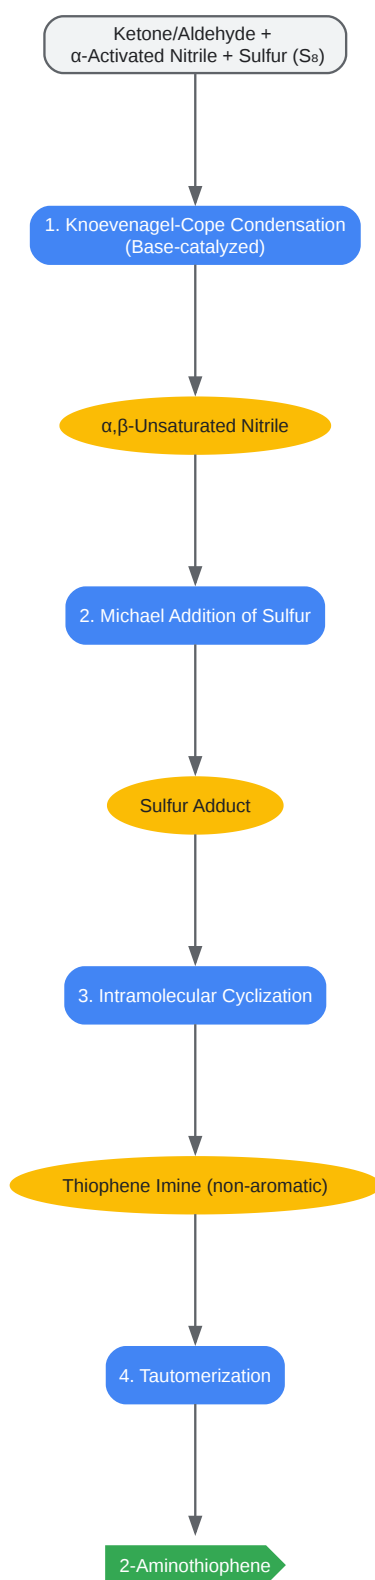 Ketone/Aldehyde +
α-Activated Nitrile + Sulfur (S₈)
1. Knoevenagel-Cope Condensation
(Base-catalyzed)
α,β-Unsaturated Nitrile
2. Michael Addition of Sulfur
Sulfur Adduct
3. Intramolecular Cyclization
Thiophene Imine (non-aromatic)
4. Tautomerization
2-Aminothiophene